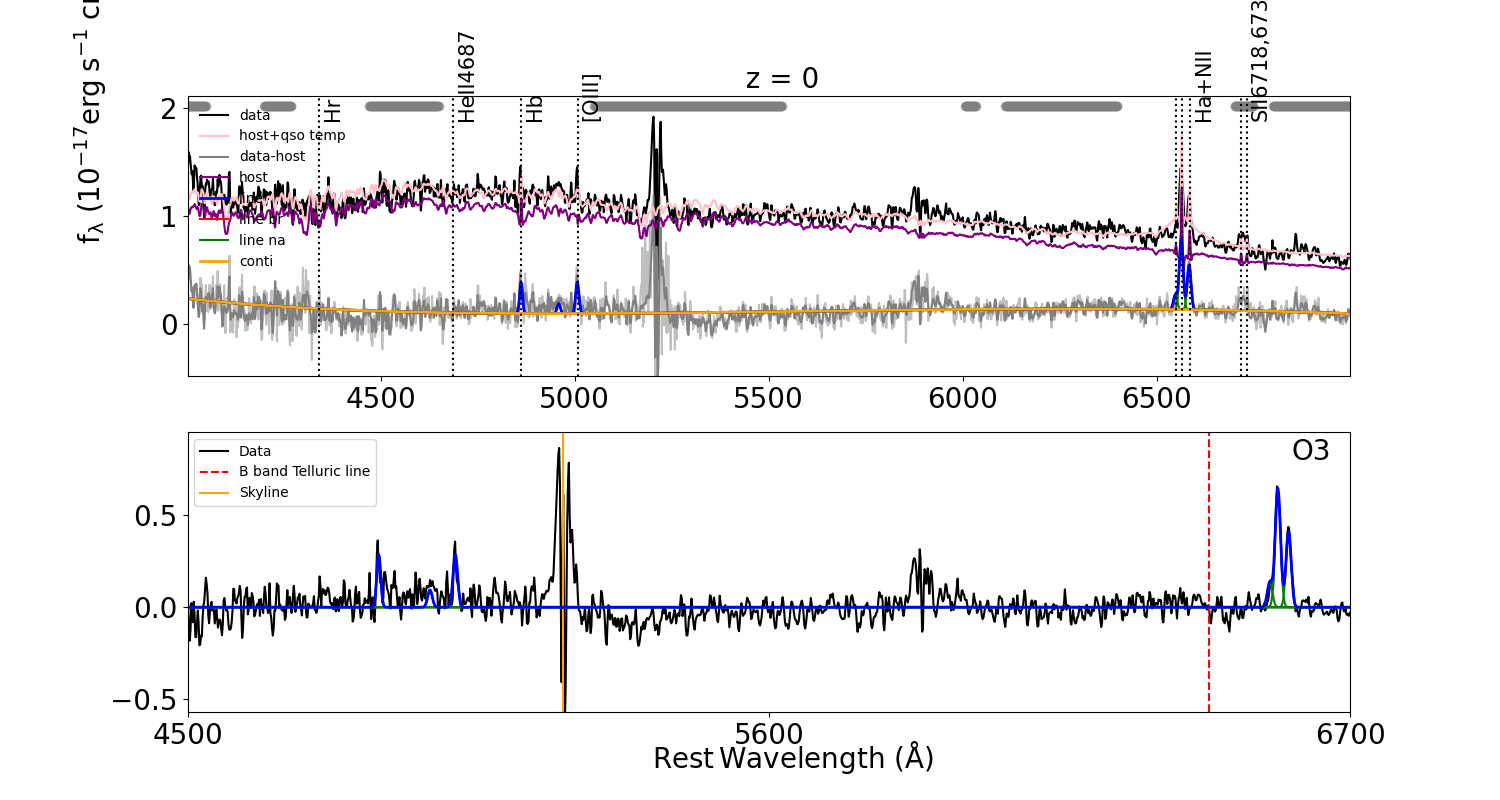 z = 0
f_λ (10^−17 erg s^−1 c
Hr
HeII4687
Hb
[OIII]
Ha+NII
SII6718,673
data
host+qso temp
data-host
host
line br
line na
conti
2
1
0
4500 5000 5500 6000 6500
Data
B band Telluric line
Skyline
O3
0.5
0.0
−0.5
4500 5600 6700
Rest Wavelength (Å)